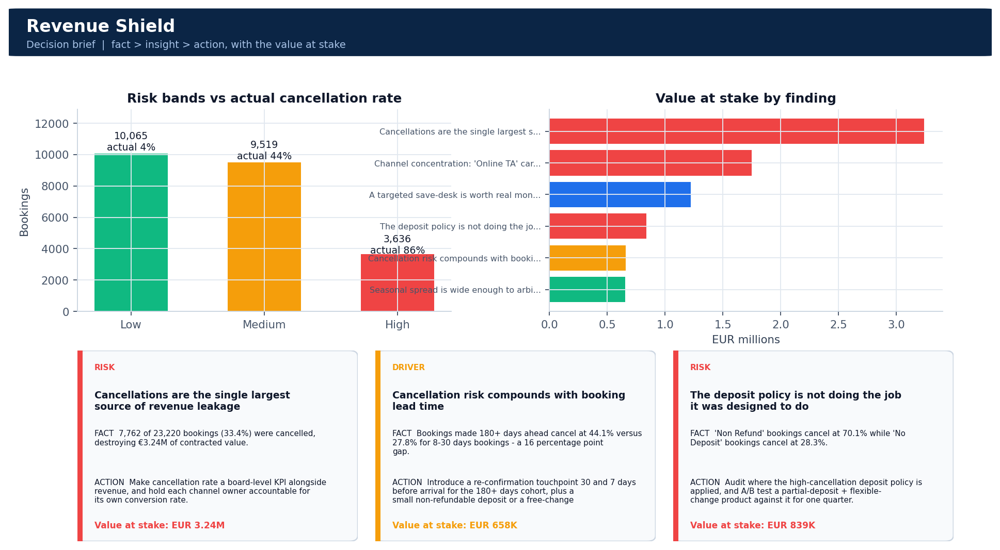 Revenue Shield
Decision brief | fact > insight > action, with the value at stake
Risk bands vs actual cancellation rate
Bookings
12000
10000
8000
6000
4000
2000
0
10,065
actual 4%
9,519
actual 44%
3,636
actual 86%
Low
Medium
High
Value at stake by finding
Cancellations are the single largest s...
Channel concentration: 'Online TA' car...
A targeted save-desk is worth real mon...
The deposit policy is not doing the jo...
Cancellation risk compounds with booki...
Seasonal spread is wide enough to arbi...
0.0
0.5
1.0
1.5
2.0
2.5
3.0
EUR millions
RISK
Cancellations are the single largest
source of revenue leakage
FACT 7,762 of 23,220 bookings (33.4%) were cancelled,
destroying €3.24M of contracted value.
ACTION Make cancellation rate a board-level KPI alongside
revenue, and hold each channel owner accountable for
its own conversion rate.
Value at stake: EUR 3.24M
DRIVER
Cancellation risk compounds with booking
lead time
FACT Bookings made 180+ days ahead cancel at 44.1% versus
27.8% for 8-30 days bookings - a 16 percentage point
gap.
ACTION Introduce a re-confirmation touchpoint 30 and 7 days
before arrival for the 180+ days cohort, plus a
small non-refundable deposit or a free-change
Value at stake: EUR 658K
RISK
The deposit policy is not doing the job
it was designed to do
FACT 'Non Refund' bookings cancel at 70.1% while 'No
Deposit' bookings cancel at 28.3%.
ACTION Audit where the high-cancellation deposit policy is
applied, and A/B test a partial-deposit + flexible-
change product against it for one quarter.
Value at stake: EUR 839K